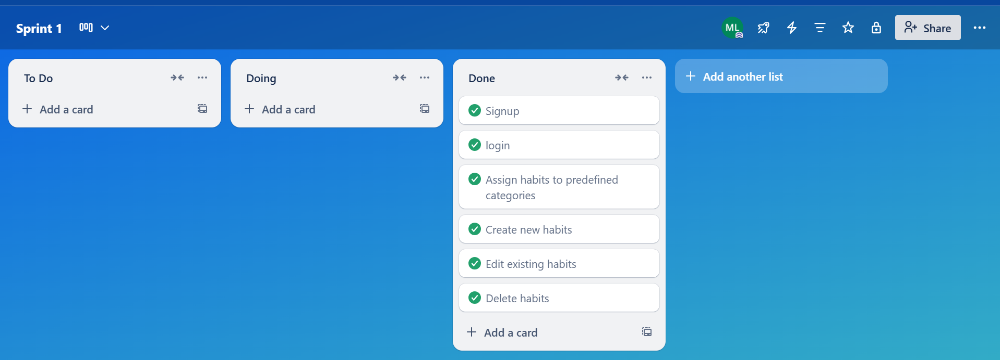 Sprint 1
ML
Share
To Do
Add a card
Doing
Add a card
Done
Signup
login
Assign habits to predefined
categories
Create new habits
Edit existing habits
Delete habits
Add a card
Add another list